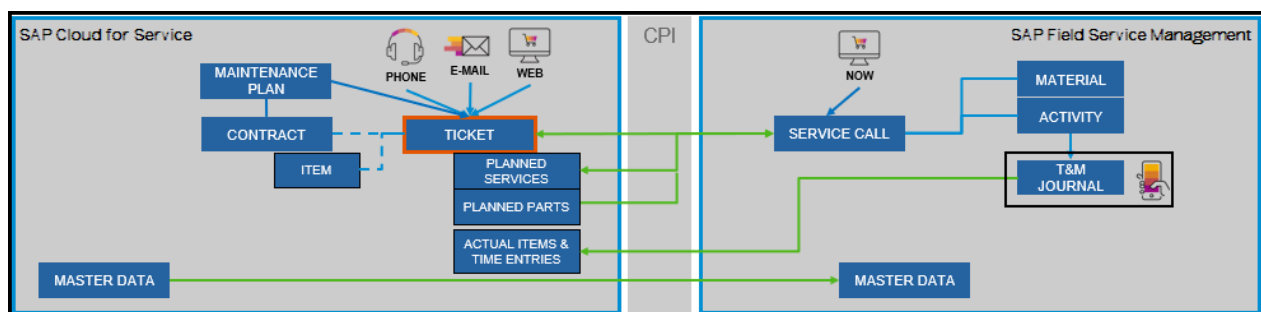 SAP Cloud for Service
CPI
SAP Field Service Management
PHONE
E-MAIL
WEB
NOW
MAINTENANCE
PLAN
MATERIAL
CONTRACT
TICKET
SERVICE CALL
ACTIVITY
ITEM
PLANNED
SERVICES
T&M
JOURNAL
PLANNED PARTS
ACTUAL ITEMS &
TIME ENTRIES
MASTER DATA
MASTER DATA